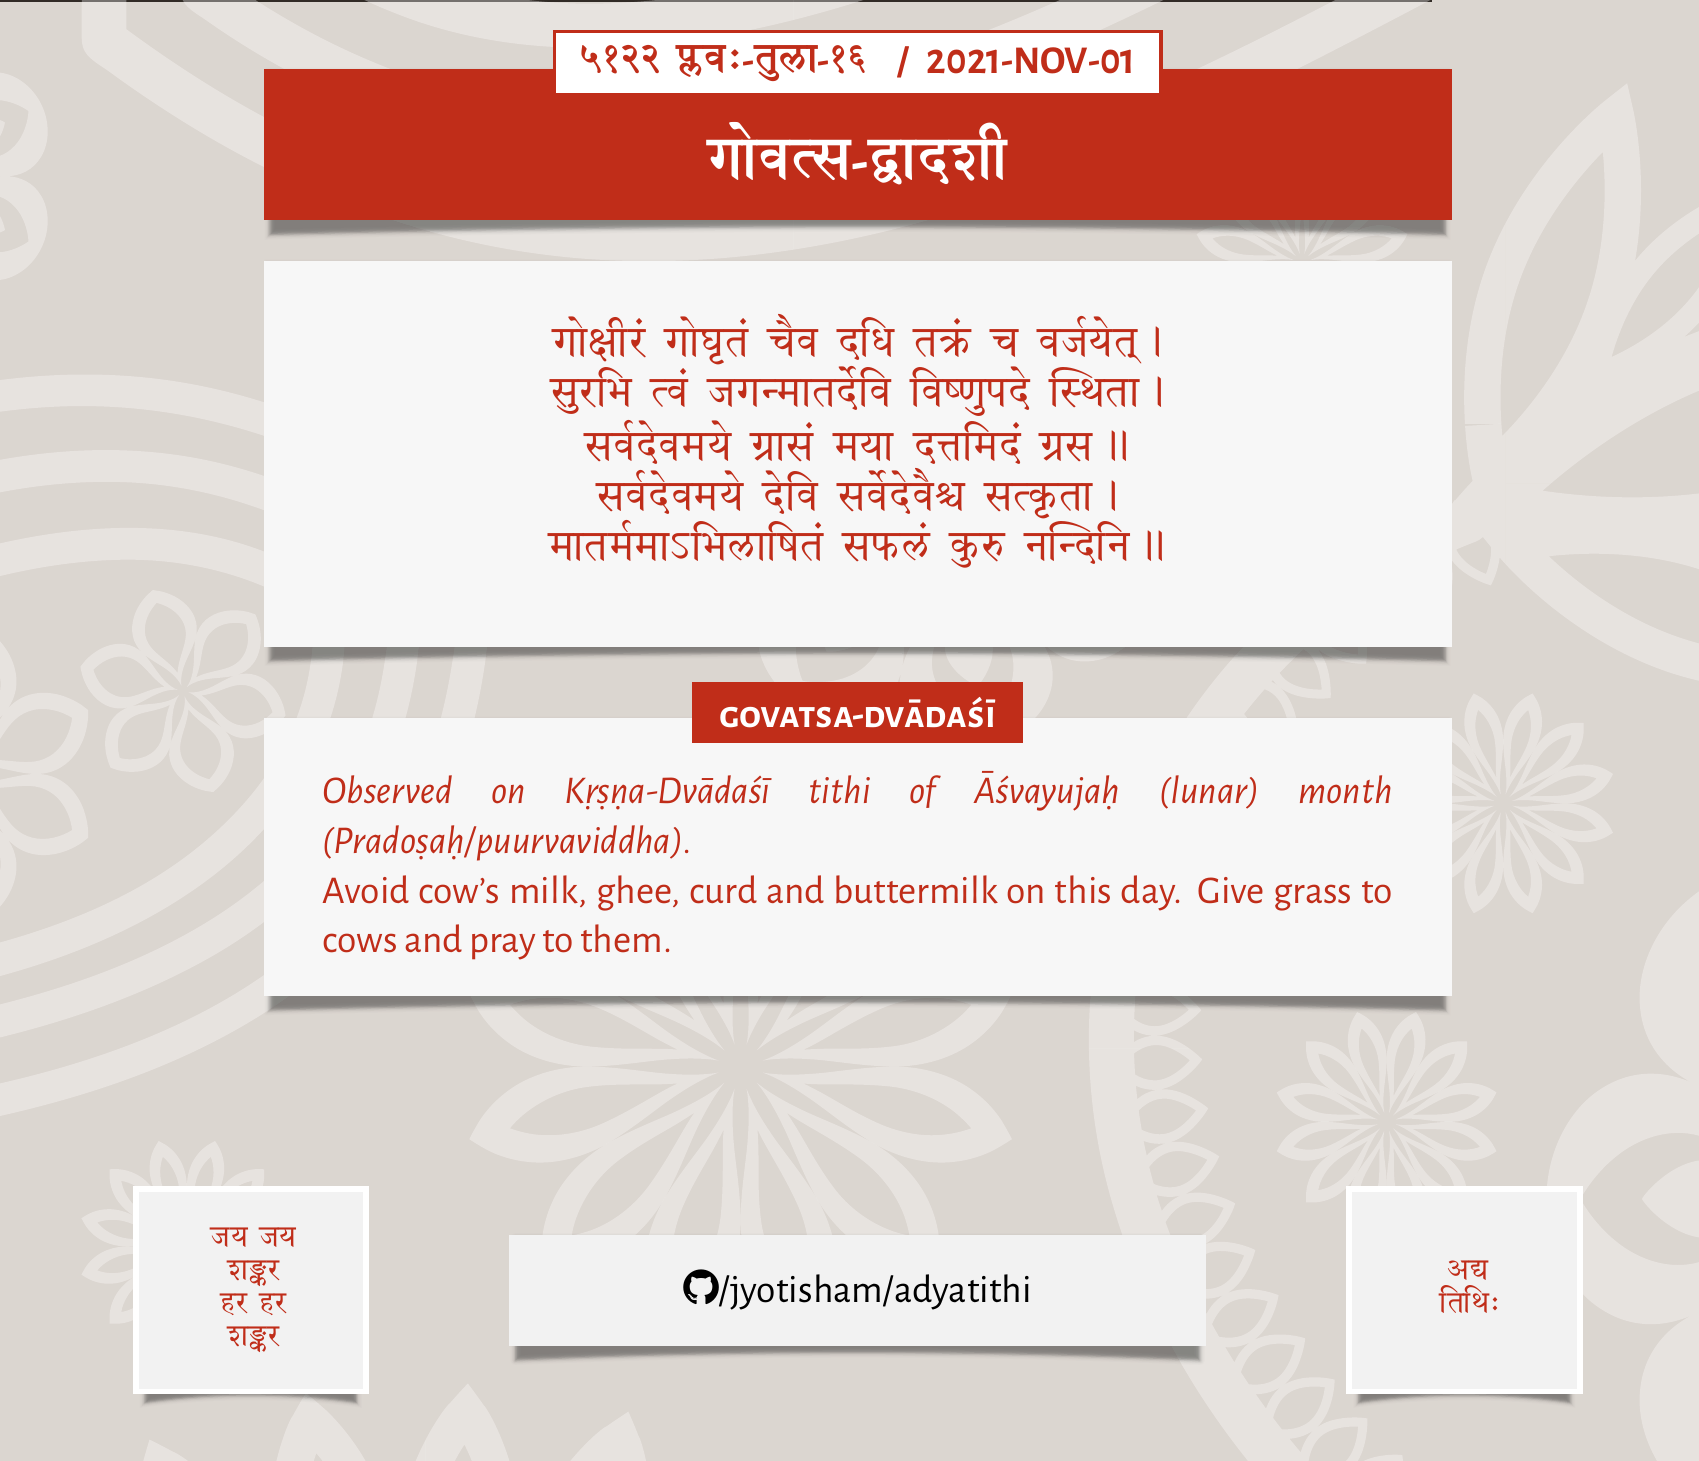 ५१२२ प्लवः-तुला-१६ / 2021-NOV-01
गोवत्स-द्वादशी
गोक्षीरं गोघृतं चैव दधि तक्रं च वर्जयेत्।
सुरभि त्वं जगन्मातर्देवि विष्णुपदे स्थिता।
सर्वदेवमये ग्रासं मया दत्तमिदं ग्रस॥
सर्वदेवमये देवि सर्वेदेवैश्च सत्कृता।
मातर्ममाऽभिलाषितं सफलं कुरु नन्दिनि॥
GOVATSA-DVĀDAŚĪ
Observed on Kṛṣṇa-Dvādaśī tithi of Āśvayujaḥ (lunar) month
(Pradoṣaḥ/puurvaviddha).
Avoid cow’s milk, ghee, curd and buttermilk on this day. Give grass to
cows and pray to them.
जय जय
शङ्कर
हर हर
शङ्कर
/jyotisham/adyatithi
अद्य
तिथिः